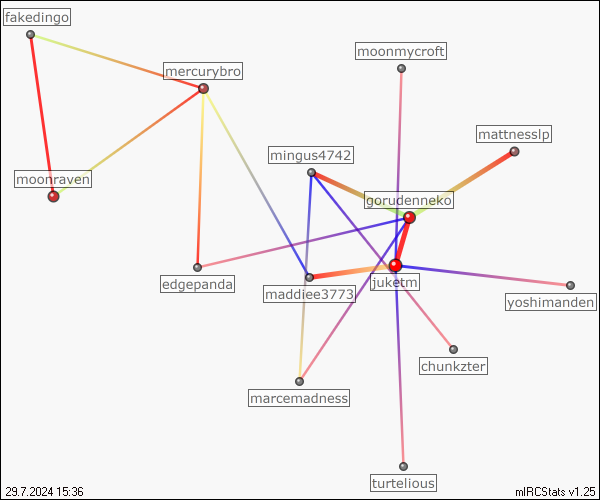 fakedingo
moonmycroft
mercurybro
mattnesslp
mingus4742
moonraven
gorudenneko
edgepanda
juketm
maddiee3773
yoshimanden
chunkzter
marcemadness
turtelious
29.7.2024 15:36
mIRCStats v1.25